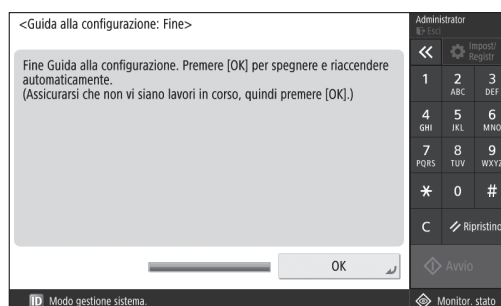 <Guida alla configurazione: Fine>
Fine Guida alla configurazione. Premere [OK] per spegnere e riaccendere
automaticamente.
(Assicurarsi che non vi siano lavori in corso, quindi premere [OK].)
OK
ID Modo gestione sistema.
Administrator
Esci
Impost/
Registr
1 2 3
ABC DEF
4 5 6
GHI JKL MNO
7 8 9
PQRS TUV WXYZ
* 0 #
C Ripristino
Avvio
Monitor. stato